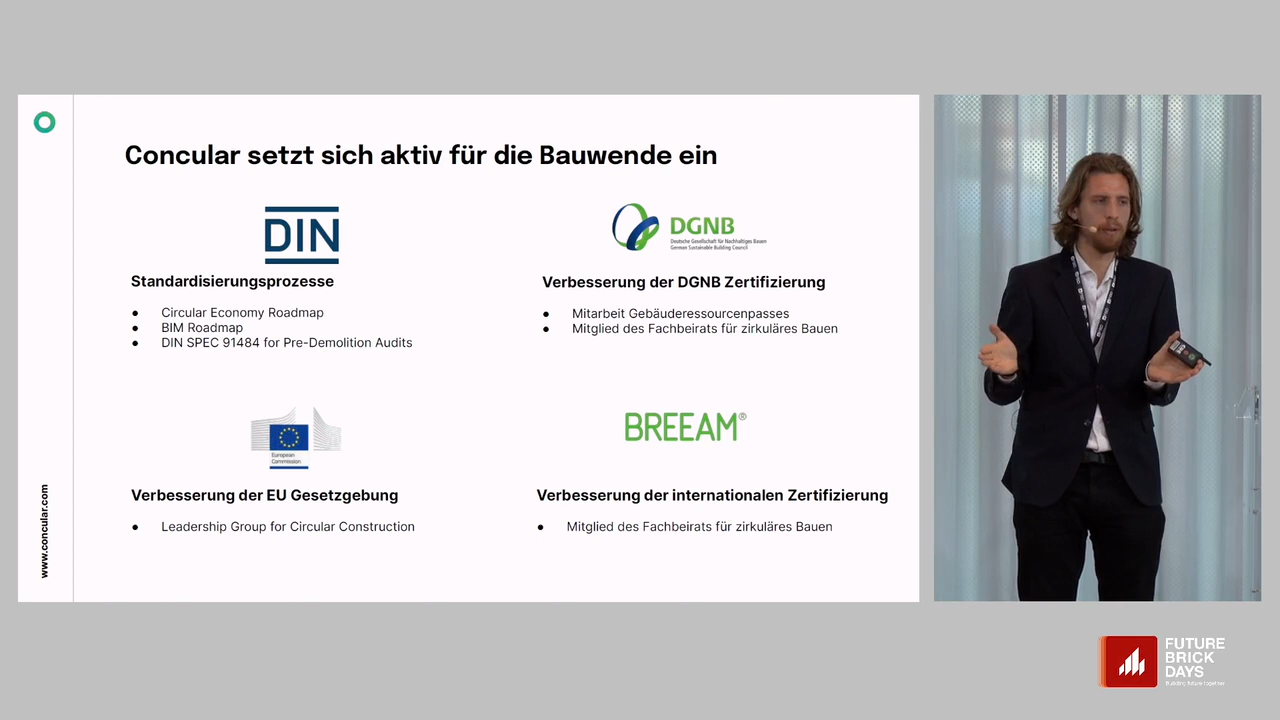 Concular setzt sich aktiv für die Bauwende ein
DIN
Standardisierungsprozesse
● Circular Economy Roadmap
● BIM Roadmap
● DIN SPEC 91484 for Pre-Demolition Audits
DGNB
Deutsche Gesellschaft für Nachhaltiges Bauen
German Sustainable Building Council
Verbesserung der DGNB Zertifizierung
● Mitarbeit Gebäuderessourcenpasses
● Mitglied des Fachbeirats für zirkuläres Bauen
European
Commission
Verbesserung der EU Gesetzgebung
● Leadership Group for Circular Construction
BREEAM®
Verbesserung der internationalen Zertifizierung
● Mitglied des Fachbeirats für zirkuläres Bauen
www.concular.com
FUTURE
BRICK
DAYS
Building future together